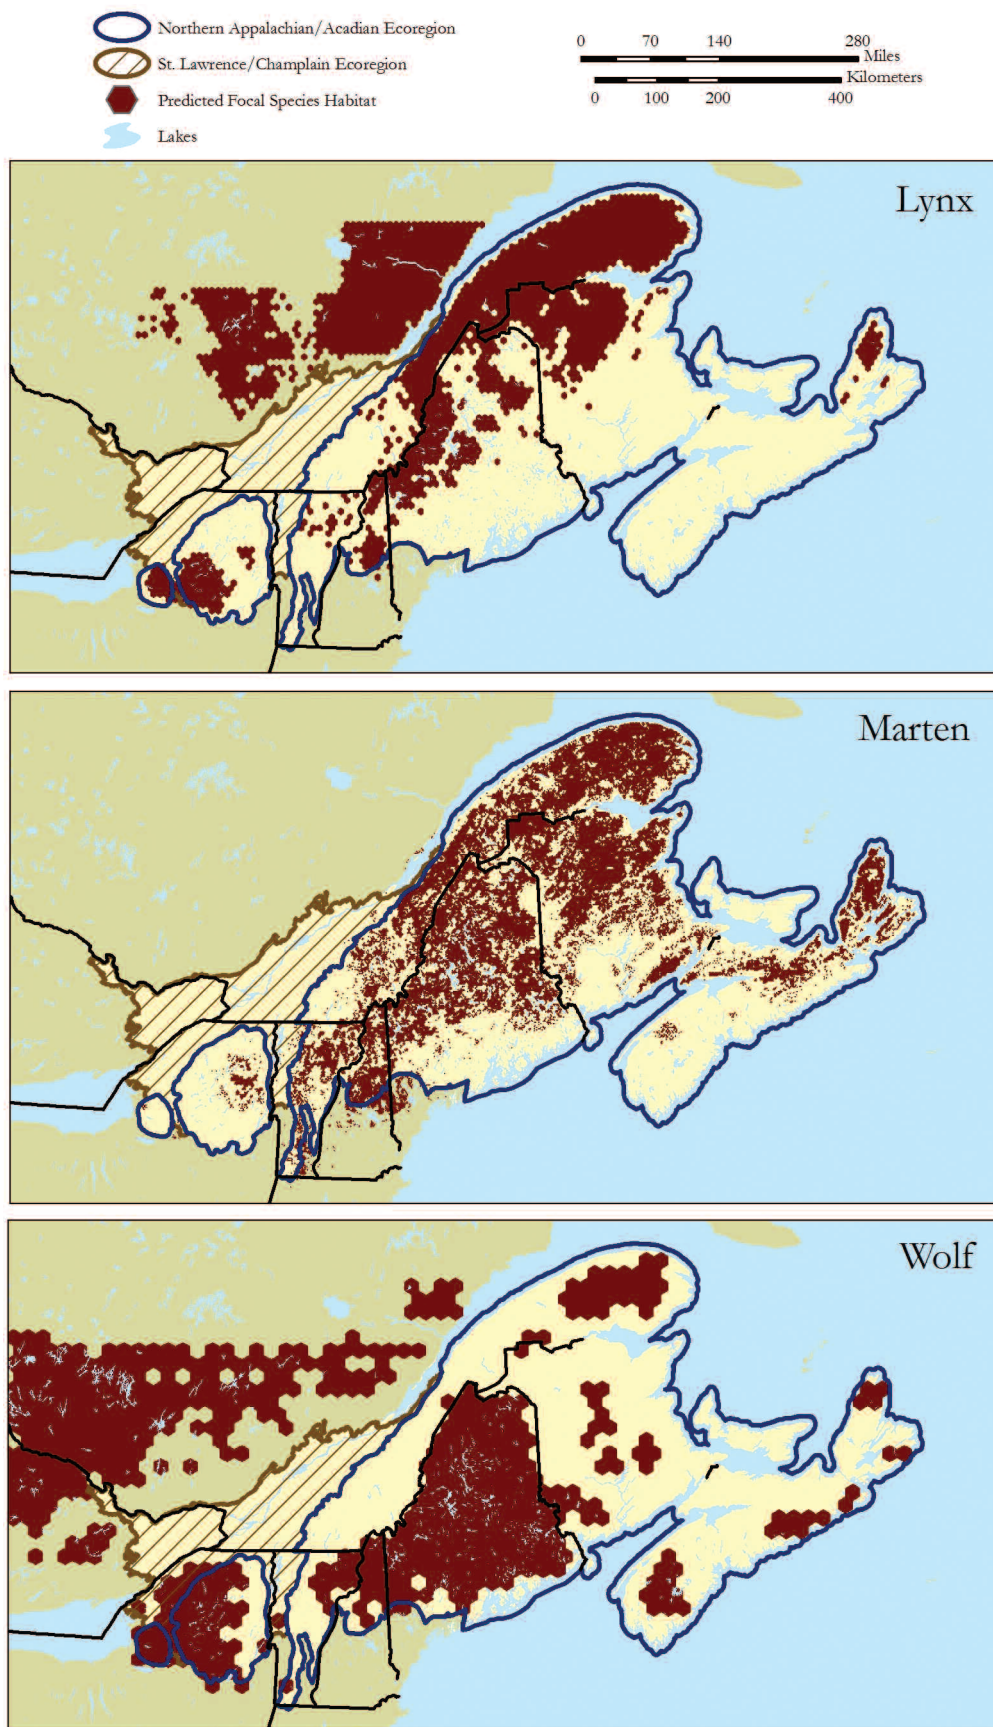 Northern Appalachian/Acadian Ecoregion
St. Lawrence/Champlain Ecoregion
Predicted Focal Species Habitat
Lakes
0 70 140 280
Miles
Kilometers
0 100 200 400
Lynx
Marten
Wolf